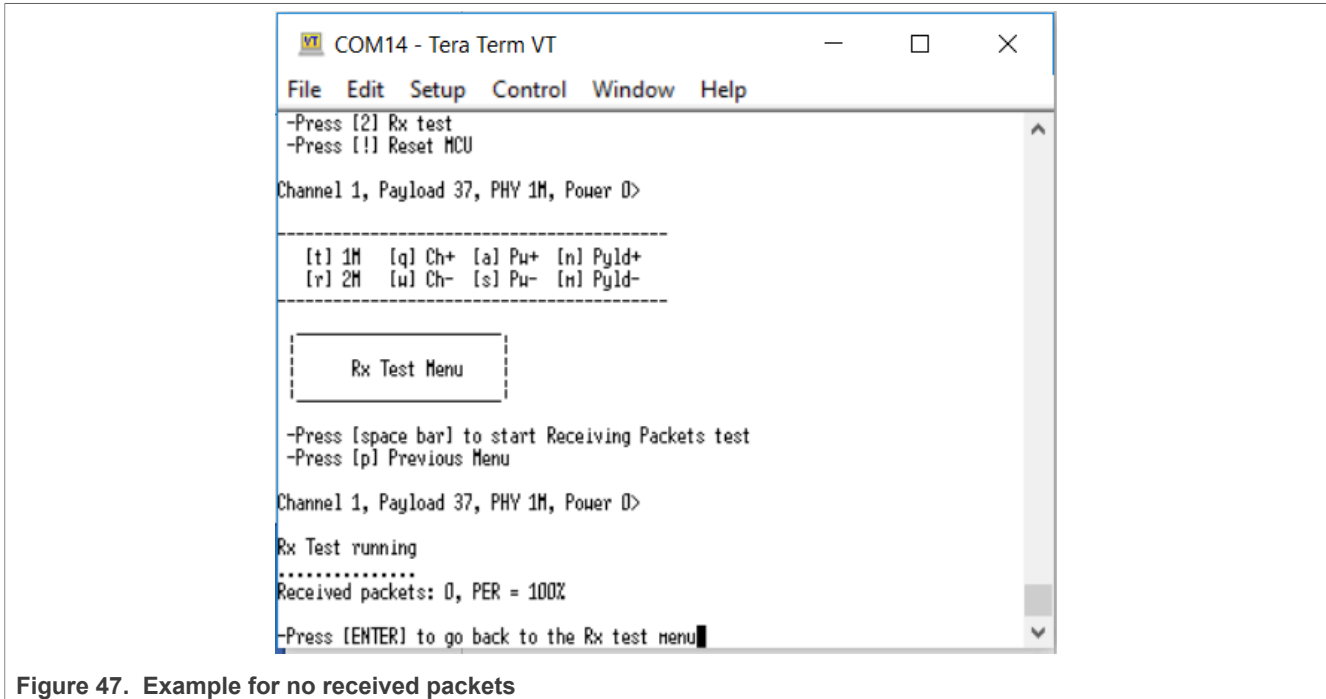 COM14 - Tera Term VT
File Edit Setup Control Window Help
-Press [2] Rx test
-Press [!] Reset MCU
Channel 1, Payload 37, PHY 1M, Power 0>
------------------------------------------
[t] 1M [q] Ch+ [a] Pw+ [n] Pyld+
[r] 2M [w] Ch- [s] Pw- [m] Pyld-
------------------------------------------
Rx Test Menu
-Press [space bar] to start Receiving Packets test
-Press [p] Previous Menu
Channel 1, Payload 37, PHY 1M, Power 0>
Rx Test running
...............
Received packets: 0, PER = 100%
-Press [ENTER] to go back to the Rx test menu
Figure 47. Example for no received packets